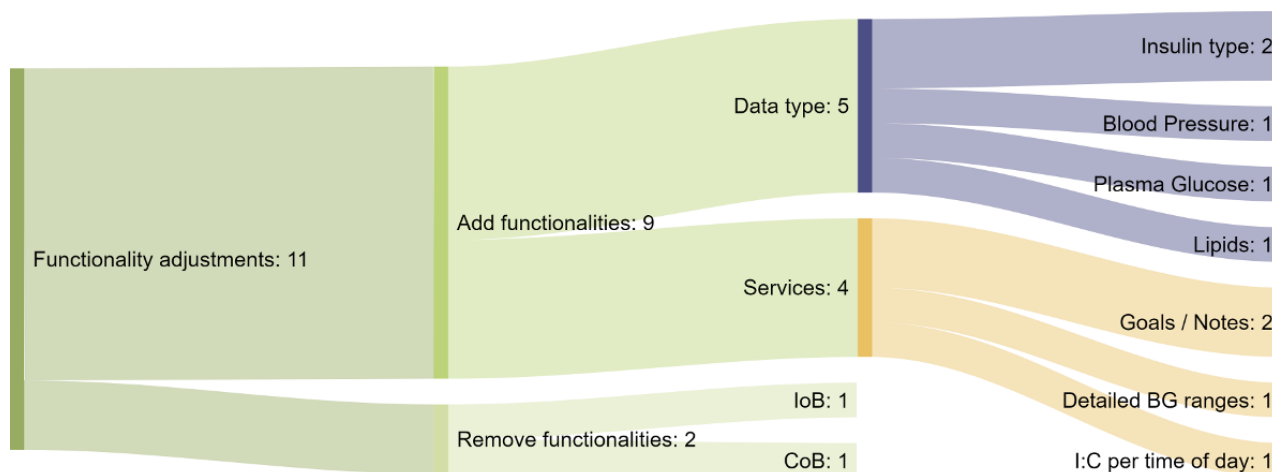 Functionality adjustments: 11
Add functionalities: 9
Remove functionalities: 2
Data type: 5
Services: 4
IoB: 1
CoB: 1
Insulin type: 2
Blood Pressure: 1
Plasma Glucose: 1
Lipids: 1
Goals / Notes: 2
Detailed BG ranges: 1
I:C per time of day: 1